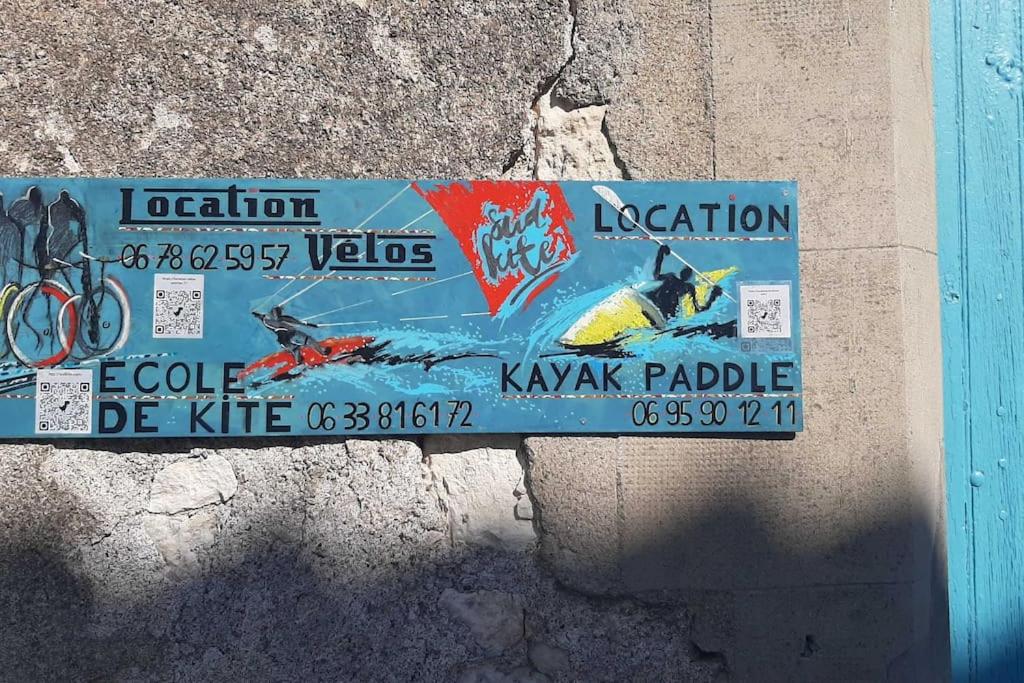 Location
Vélos
06 78 62 59 57
Sud
kite
LOCATION
ÉCOLE
DE KITE 06 33 81 61 72
KAYAK PADDLE
06 95 90 12 11